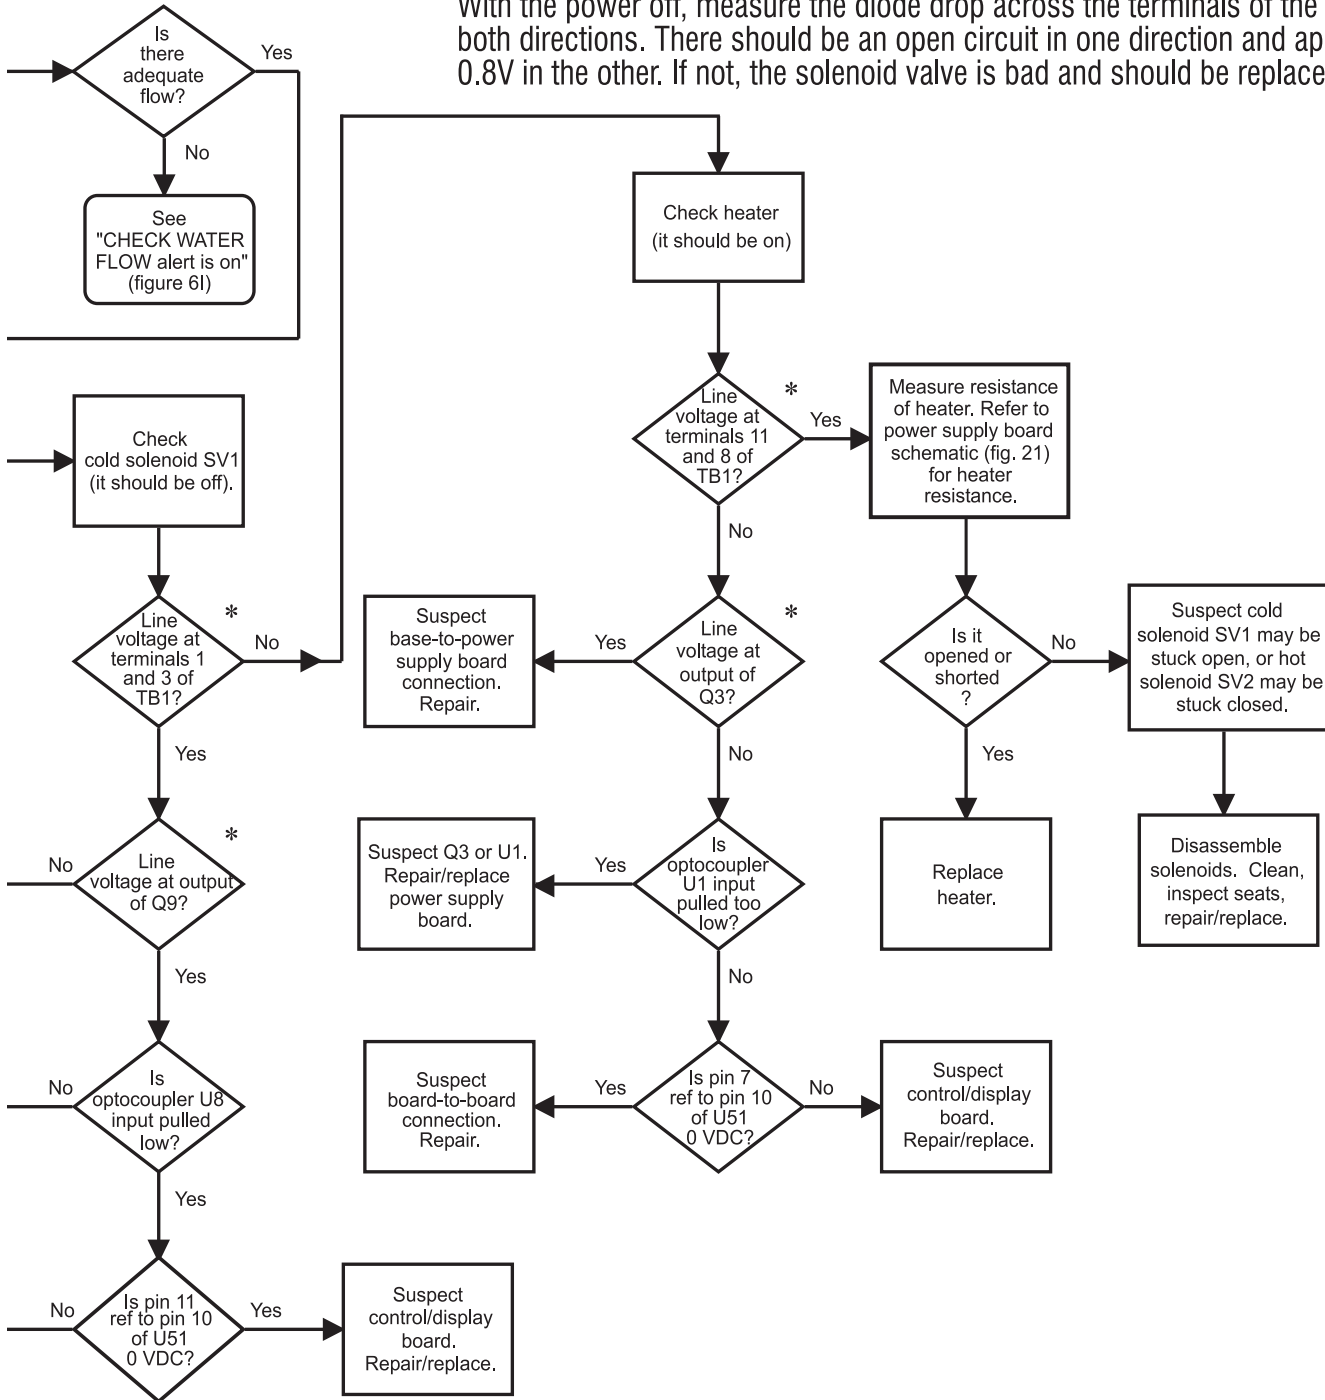 With the power off, measure the diode drop across the terminals of the
both directions. There should be an open circuit in one direction and ap
0.8V in the other. If not, the solenoid valve is bad and should be replace
Is
there
adequate
flow?
Yes
No
See
"CHECK WATER
FLOW alert is on"
(figure 6I)
Check
cold solenoid SV1
(it should be off).
Line
voltage at
terminals 1
and 3 of
TB1?
*
No
Yes
Line
voltage at output
of Q9?
*
No
Yes
Is
optocoupler U8
input pulled
low?
No
Yes
Is pin 11
ref to pin 10
of U51
0 VDC?
No
Yes
Suspect
control/display
board.
Repair/replace.
Check heater
(it should be on)
Line
voltage at
terminals 11
and 8 of
TB1?
*
Yes
No
Measure resistance
of heater. Refer to
power supply board
schematic (fig. 21)
for heater
resistance.
Line
voltage at
output of
Q3?
*
Yes
No
Suspect
base-to-power
supply board
connection.
Repair.
Is
optocoupler
U1 input
pulled too
low?
Yes
No
Suspect Q3 or U1.
Repair/replace
power supply
board.
Is pin 7
ref to pin 10
of U51
0 VDC?
Yes
No
Suspect
board-to-board
connection.
Repair.
Suspect
control/display
board.
Repair/replace.
Is it
opened or
shorted
?
No
Yes
Replace
heater.
Suspect cold
solenoid SV1 may be
stuck open, or hot
solenoid SV2 may be
stuck closed.
Disassemble
solenoids. Clean,
inspect seats,
repair/replace.